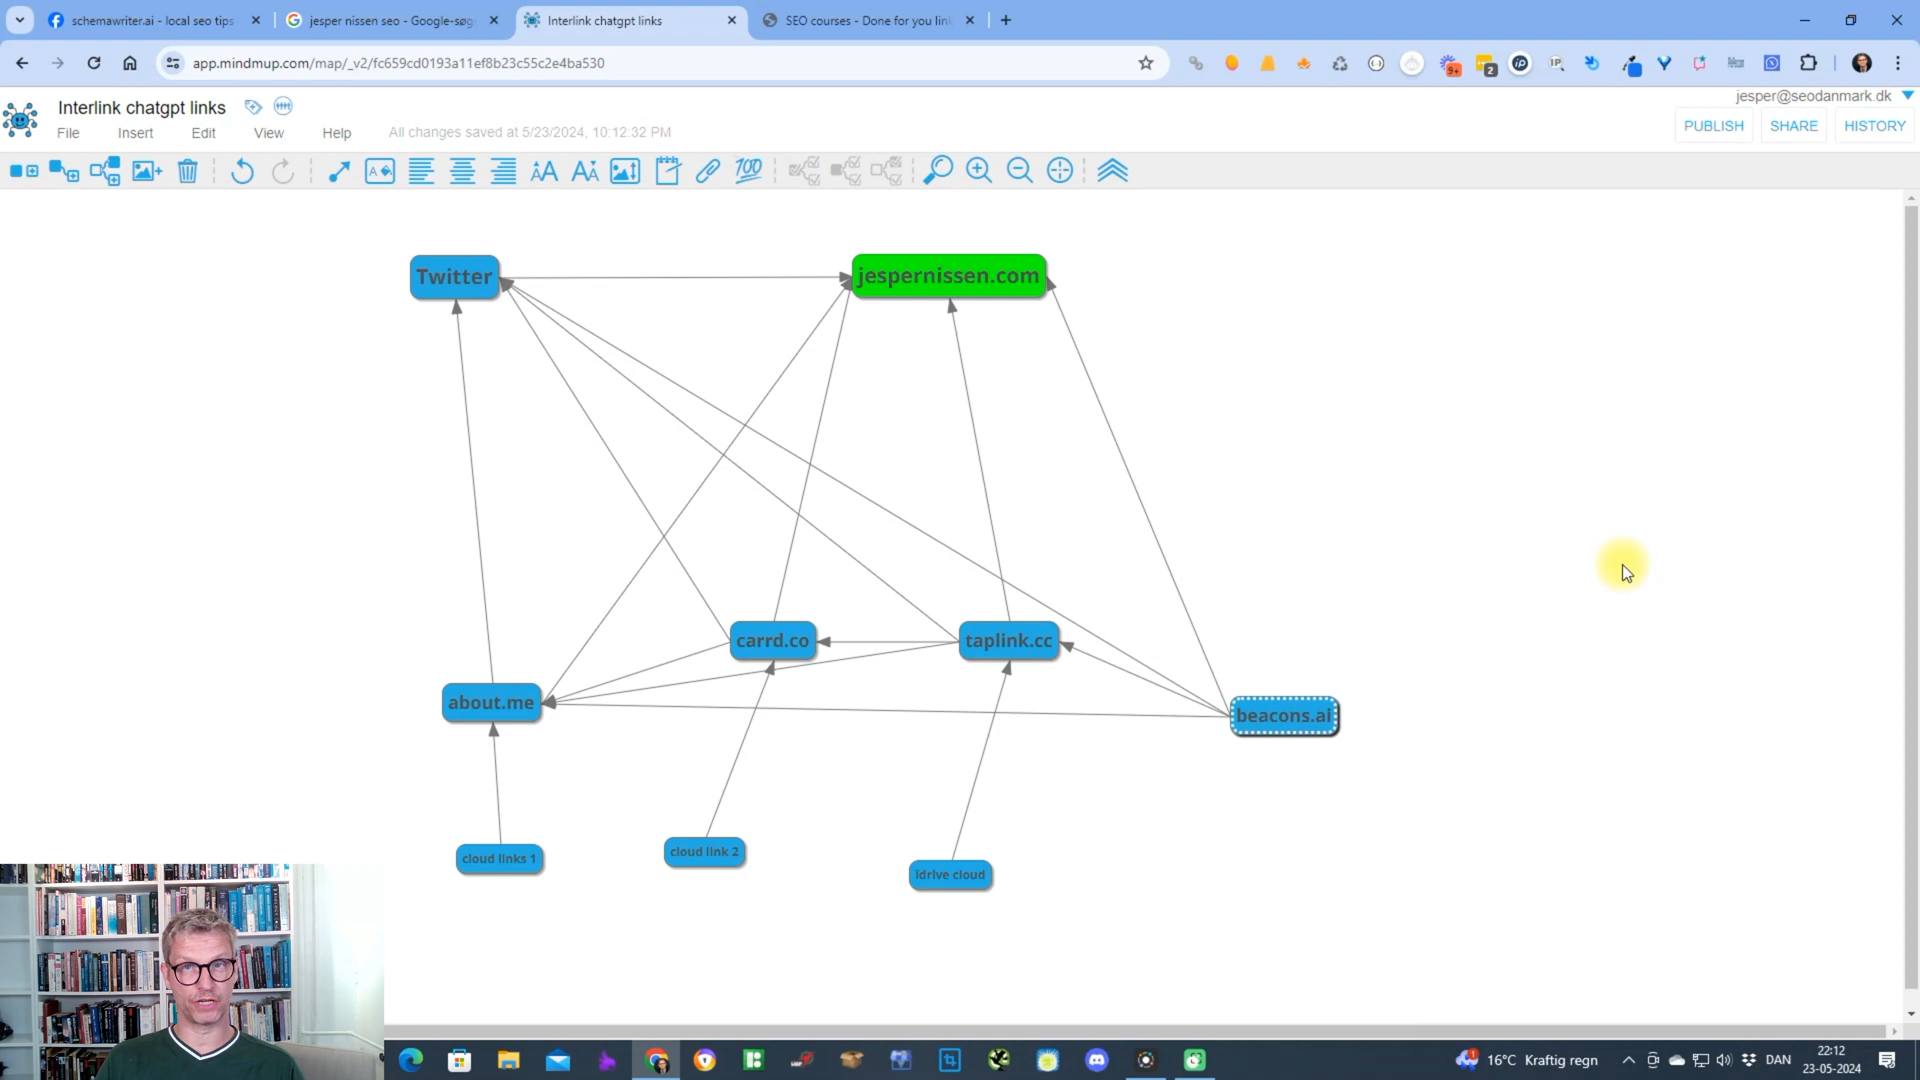 schemawriter.ai - local seo tips
jesper nissen seo - Google-søg
Interlink chatgpt links
SEO courses - Done for you lin
app.mindmup.com/map/_v2/fc659cd0193a11ef8b23c55c2e4ba530
9+
2
Interlink chatgpt links
jesper@seodanmark.dk
File
Insert
Edit
View
Help
All changes saved at 5/23/2024, 10:12:32 PM
PUBLISH
SHARE
HISTORY
100
Twitter
jespernissen.com
carrd.co
taplink.cc
about.me
beacons.ai
cloud links 1
cloud link 2
idrive cloud
16°C Kraftig regn
DAN
22:12
23-05-2024